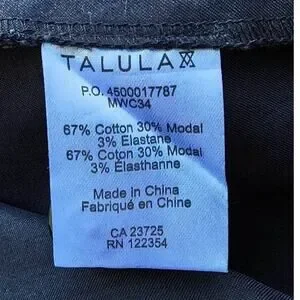 TALULA
P.O. 4500017787
MWC34
67% Cotton 30% Modal
3% Elastane
67% Coton 30% Modal
3% Élasthanne
Made in China
Fabriqué en Chine
CA 23725
RN 122354